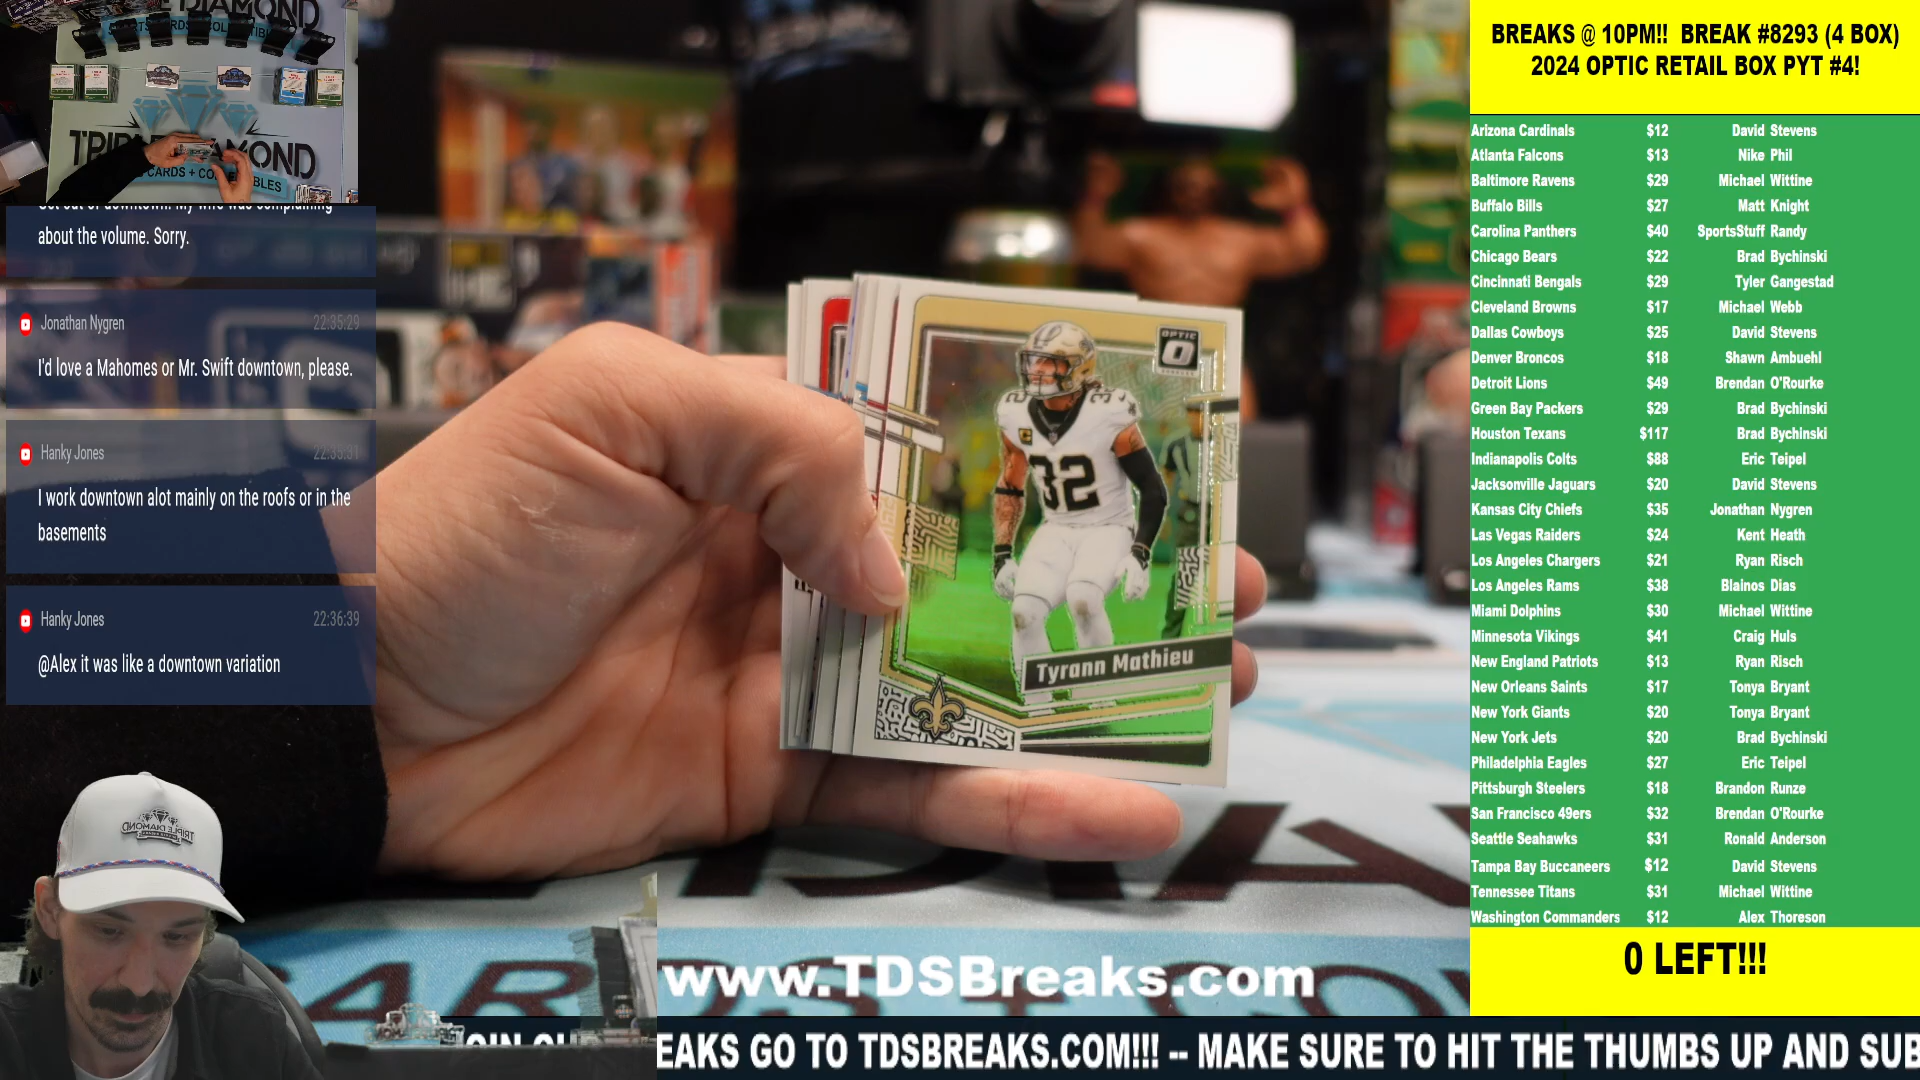 TRIPLE DIAMOND
CARDS + COLLECTIBLES
about the volume. Sorry.
Jonathan Nygren 22:35:29
I'd love a Mahomes or Mr. Swift downtown, please.
Hanky Jones
I work downtown alot mainly on the roofs or in the
basements
Hanky Jones 22:36:39
@Alex it was like a downtown variation
TRIPLE DIAMOND
OPTIC
32
32
Tyrann Mathieu
www.TDSBreaks.com
EAKS GO TO TDSBREAKS.COM!!! -- MAKE SURE TO HIT THE THUMBS UP AND SUB
BREAKS @ 10PM!! BREAK #8293 (4 BOX)
2024 OPTIC RETAIL BOX PYT #4!
Arizona Cardinals $12 David Stevens
Atlanta Falcons $13 Nike Phil
Baltimore Ravens $29 Michael Wittine
Buffalo Bills $27 Matt Knight
Carolina Panthers $40 SportsStuff Randy
Chicago Bears $22 Brad Bychinski
Cincinnati Bengals $29 Tyler Gangestad
Cleveland Browns $17 Michael Webb
Dallas Cowboys $25 David Stevens
Denver Broncos $18 Shawn Ambuehl
Detroit Lions $49 Brendan O'Rourke
Green Bay Packers $29 Brad Bychinski
Houston Texans $117 Brad Bychinski
Indianapolis Colts $88 Eric Teipel
Jacksonville Jaguars $20 David Stevens
Kansas City Chiefs $35 Jonathan Nygren
Las Vegas Raiders $24 Kent Heath
Los Angeles Chargers $21 Ryan Risch
Los Angeles Rams $38 Blainos Dias
Miami Dolphins $30 Michael Wittine
Minnesota Vikings $41 Craig Huls
New England Patriots $13 Ryan Risch
New Orleans Saints $17 Tonya Bryant
New York Giants $20 Tonya Bryant
New York Jets $20 Brad Bychinski
Philadelphia Eagles $27 Eric Teipel
Pittsburgh Steelers $18 Brandon Runze
San Francisco 49ers $32 Brendan O'Rourke
Seattle Seahawks $31 Ronald Anderson
Tampa Bay Buccaneers $12 David Stevens
Tennessee Titans $31 Michael Wittine
Washington Commanders $12 Alex Thoreson
0 LEFT!!!